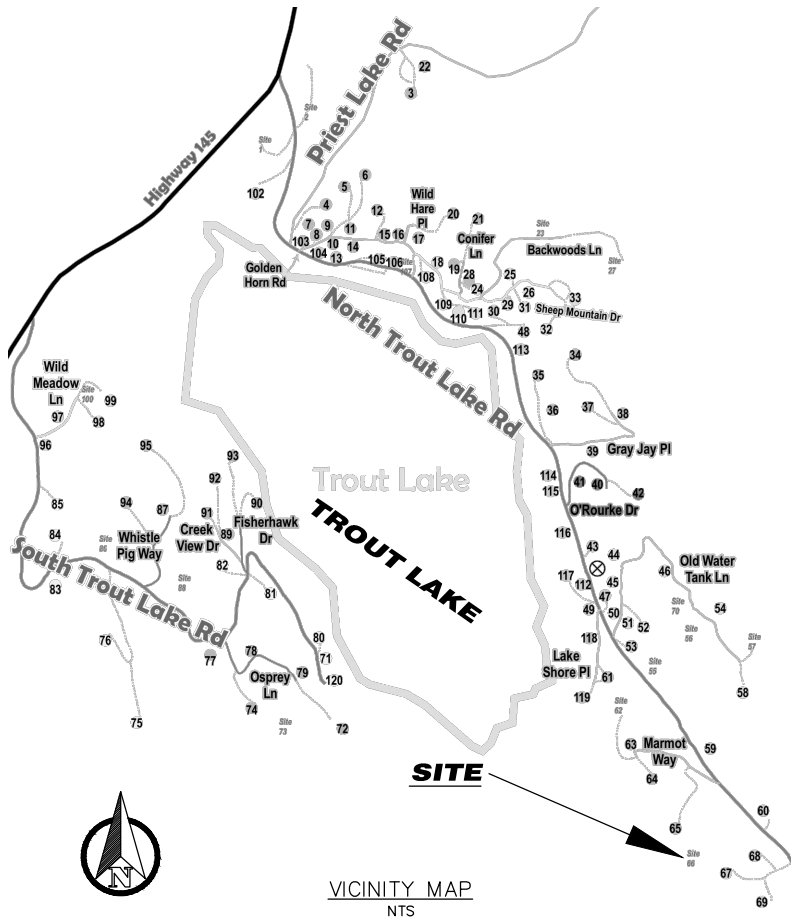 Priest Lake Rd
22
3
Site
2
Highway 145
Site
1
102
6
5
4
12
Wild
Hare
Pl
20
21
7
9
8
11
15
16
17
Conifer
Ln
Site
23
Backwoods Ln
Site
27
103
10
14
104
13
105
106
Site
107
18
19
28
25
Golden
Horn Rd
108
24
26
33
109
29
31
Sheep Mountain Dr
110
111
30
32
48
113
North Trout Lake Rd
34
35
Wild
Meadow
Ln
Site
100
99
97
98
36
37
38
96
95
93
39
Gray Jay Pl
92
114
41
40
42
Trout Lake
115
85
94
87
91
90
O'Rourke Dr
TROUT LAKE
84
Site
86
Whistle
Pig Way
Creek
View Dr
89
Fisherhawk
Dr
116
43
44
Old Water
Tank Ln
South Trout Lake Rd
82
117
112
45
46
83
Site
88
81
47
49
50
Site
70
54
76
80
118
51
52
Site
56
Site
57
77
78
71
53
79
120
Lake
Shore Pl
61
Site
55
Osprey
Ln
119
58
74
Site
62
75
Site
73
72
63
Marmot
Way
59
64
SITE
65
60
Site
66
68
67
69
N
VICINITY MAP
NTS